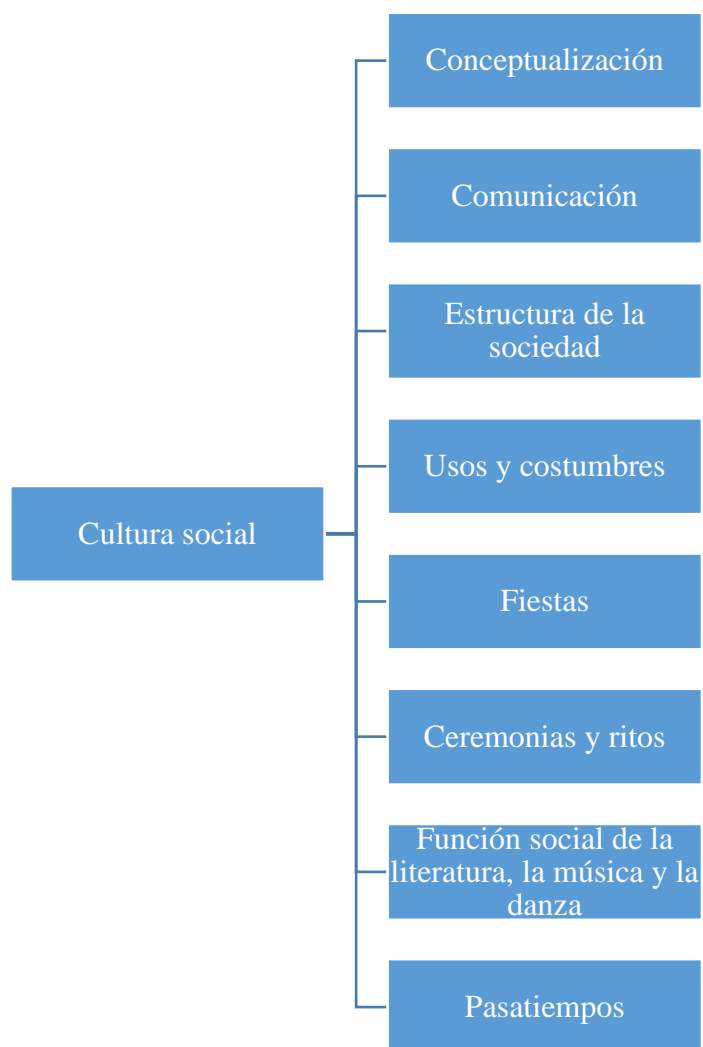 Cultura social
Conceptualización
Comunicación
Estructura de la
sociedad
Usos y costumbres
Fiestas
Ceremonias y ritos
Función social de la
literatura, la música y la
danza
Pasatiempos